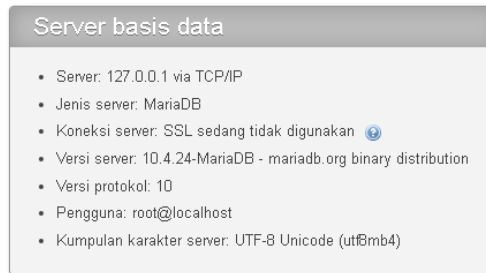 Server basis data
Server: 127.0.0.1 via TCP/IP
Jenis server: MariaDB
Koneksi server: SSL sedang tidak digunakan
Versi server: 10.4.24-MariaDB - mariadb.org binary distribution
Versi protokol: 10
Pengguna: root@localhost
Kumpulan karakter server: UTF-8 Unicode (utf8mb4)